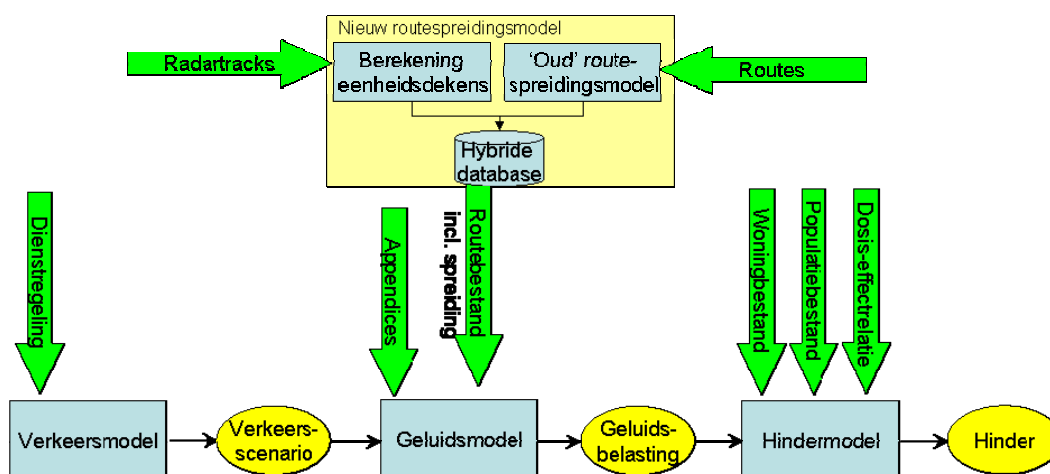 Nieuw routespreidingsmodel
Radartracks
Berekening
eenheidsdekens
‘Oud’ route-
spreidingsmodel
Routes
Hybride
database
Dienstregeling
Appendices
Routebestand
incl. spreiding
Woningbestand
Populatiebestand
Dosis-effectrelatie
Verkeersmodel
Verkeers-
scenario
Geluidsmodel
Geluids-
belasting
Hindermodel
Hinder